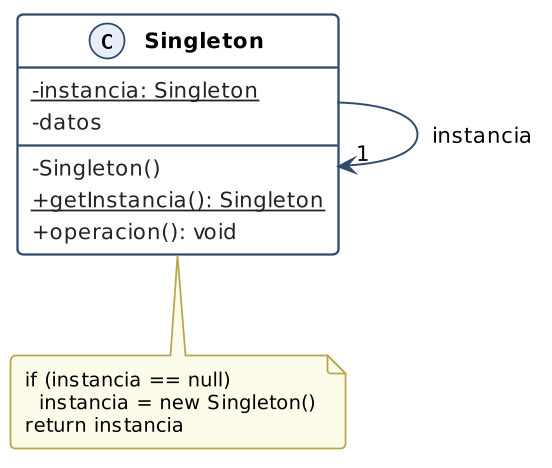 C Singleton
-instancia: Singleton
-datos
-Singleton()
+getInstancia(): Singleton
+operacion(): void
instancia
1
if (instancia == null)
  instancia = new Singleton()
return instancia